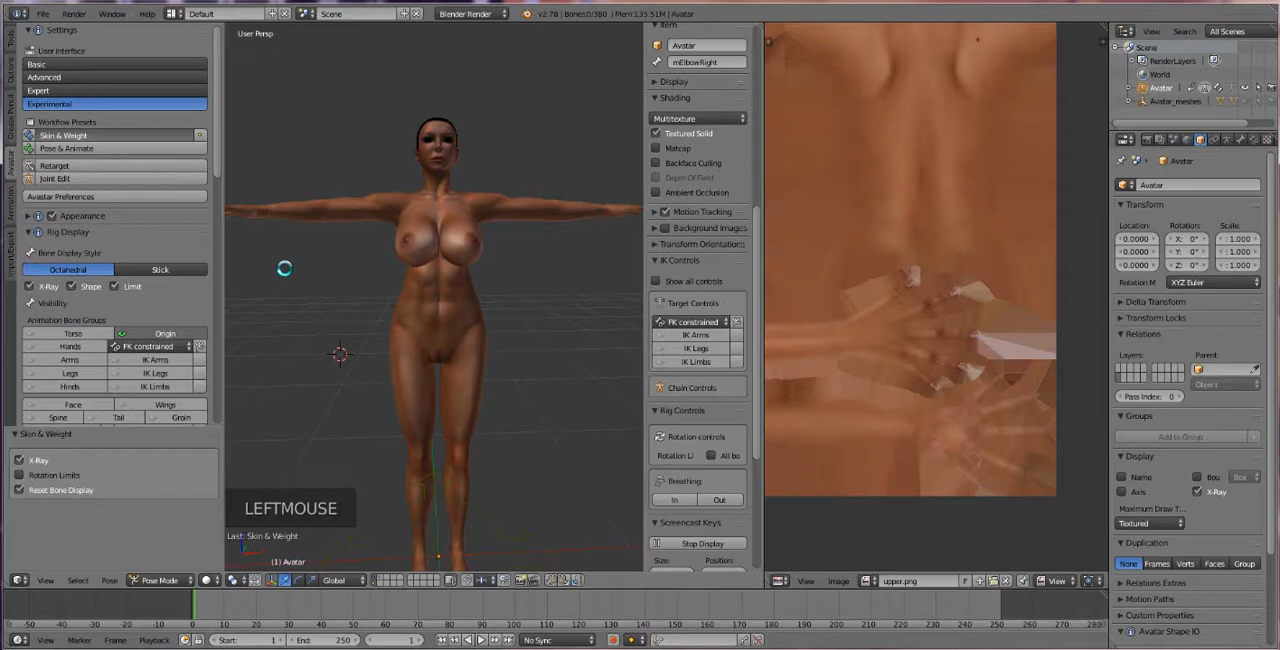 File Render Window Help Default Scene Blender Render v2.78 | Bones:0/380 | Mem:135.51M | Avatar
Settings
User Interface
Basic
Advanced
Expert
Experimental
Workflow Presets
Skin & Weight
Pose & Animate
Retarget
Joint Edit
Avastar Preferences
Appearance
Rig Display
Bone Display Style
Octahedral Stick
X-Ray Shape Limit
Visibility
Animation Bone Groups
Torso Origin
Hands FK constrained
Arms IK Arms
Legs IK Legs
Hinds IK Limbs
Face Wings
Spine Tail Groin
Skin & Weight
X-Ray
Rotation Limits
Reset Bone Display
Tools
Options
Grease Pencil
Avastar
Animation
Import/Export
User Persp
LEFTMOUSE
Last: Skin & Weight
(1) Avatar
View Select Pose Pose Mode Global
Item
Avatar
mElbowRight
Display
Shading
Multitexture
Textured Solid
Matcap
Backface Culling
Depth Of Field
Ambient Occlusion
Motion Tracking
Background Images
Transform Orientations
IK Controls
Show all controls
Target Controls
FK constrained
IK Arms
IK Legs
IK Limbs
Chain Controls
Rig Controls
Rotation controls
Rotation Li All bo
Breathing:
In Out
Screencast Keys
Stop Display
Size: Position:
View Image upper.png F View
View Search All Scenes
Scene
RenderLayers
World
Avatar
Avatar_meshes
Avatar
Avatar
Transform
Location: Rotation: Scale:
0.0000 X: 0° 1.000
0.0000 Y: 0° 1.000
0.0000 Z: 0° 1.000
Rotation M XYZ Euler
Delta Transform
Transform Locks
Relations
Layers: Parent:
Object
Pass Index: 0
Groups
Add to Group
Display
Name Bou Box
Axis X-Ray
Maximum Draw T...
Textured
Duplication
None Frames Verts Faces Group
Relations Extras
Motion Paths
Custom Properties
Avatar Shape IO
-50 -40 -30 -20 -10 0 10 20 30 40 50 60 70 80 90 100 110 120 130 140 150 160 170 180 190 200 210 220 230 240 250 260 270 280
View Marker Frame Playback Start: 1 End: 250 1 No Sync